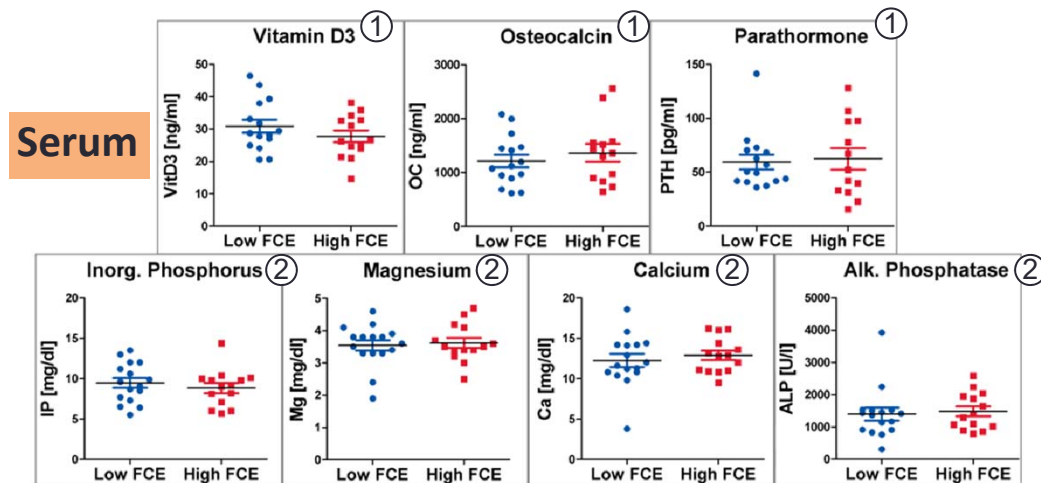 Serum
Vitamin D3 ①
VitD3 [ng/ml]
50
40
30
20
10
0
Low FCE High FCE
Osteocalcin ①
OC [ng/ml]
3000
2000
1000
0
Low FCE High FCE
Parathormone ①
PTH [pg/ml]
150
100
50
0
Low FCE High FCE
Inorg. Phosphorus ②
IP [mg/dl]
20
15
10
5
0
Low FCE High FCE
Magnesium ②
Mg [mg/dl]
5
4
3
2
1
0
Low FCE High FCE
Calcium ②
Ca [mg/dl]
20
15
10
5
0
Low FCE High FCE
Alk. Phosphatase ②
ALP [U/l]
5000
4000
3000
2000
1000
0
Low FCE High FCE